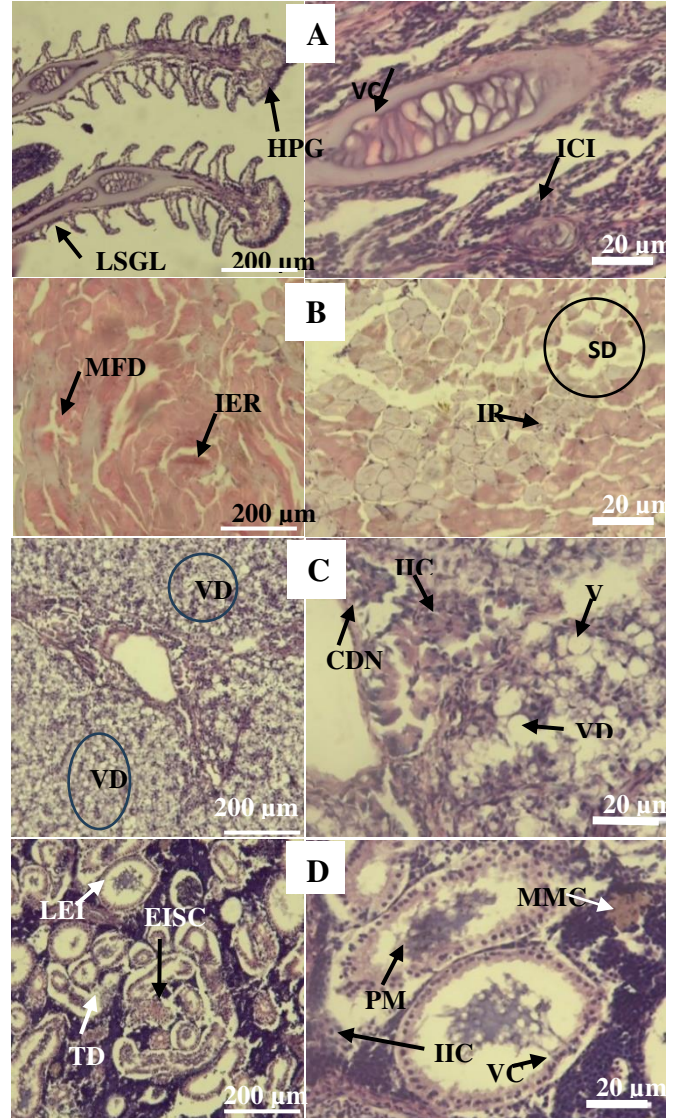 A
VC
HPG
ICI
LSGL
200 µm
20 µm
B
MFD
SD
IER
IR
200 µm
20 µm
C
VD
IIC
V
CDN
VD
VD
200 µm
20 µm
D
LEI
EISC
MMC
PM
TD
IIC
VC
200 µm
20 µm